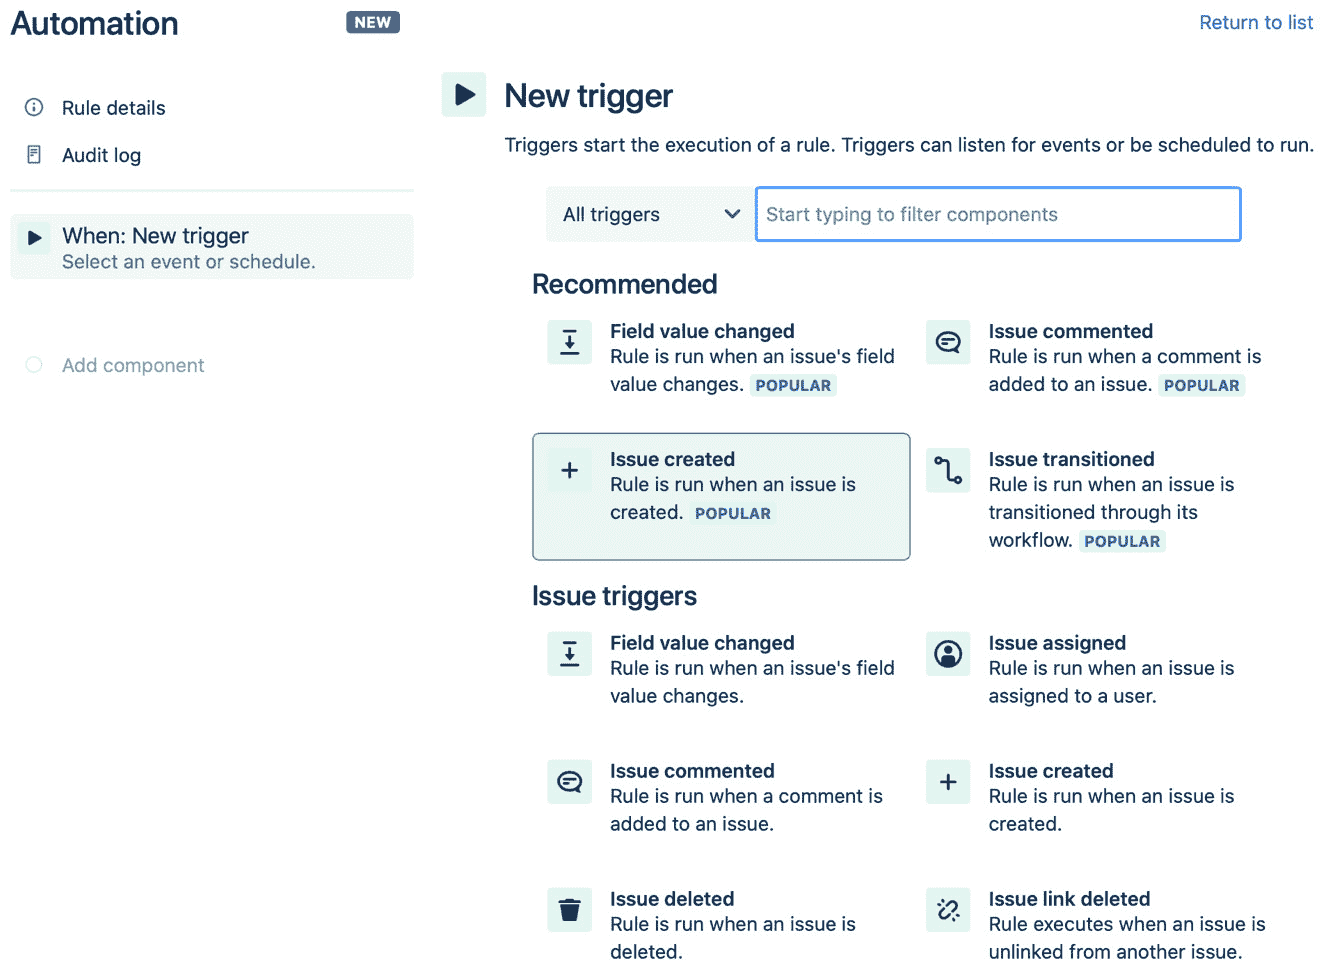 Automation
NEW
Return to list
Rule details
Audit log
When: New trigger
Select an event or schedule.
Add component
New trigger
Triggers start the execution of a rule. Triggers can listen for events or be scheduled to run.
All triggers
Start typing to filter components
Recommended
Field value changed
Rule is run when an issue's field
value changes. POPULAR
Issue commented
Rule is run when a comment is
added to an issue. POPULAR
Issue created
Rule is run when an issue is
created. POPULAR
Issue transitioned
Rule is run when an issue is
transitioned through its
workflow. POPULAR
Issue triggers
Field value changed
Rule is run when an issue's field
value changes.
Issue assigned
Rule is run when an issue is
assigned to a user.
Issue commented
Rule is run when a comment is
added to an issue.
Issue created
Rule is run when an issue is
created.
Issue deleted
Rule is run when an issue is
deleted.
Issue link deleted
Rule executes when an issue is
unlinked from another issue.